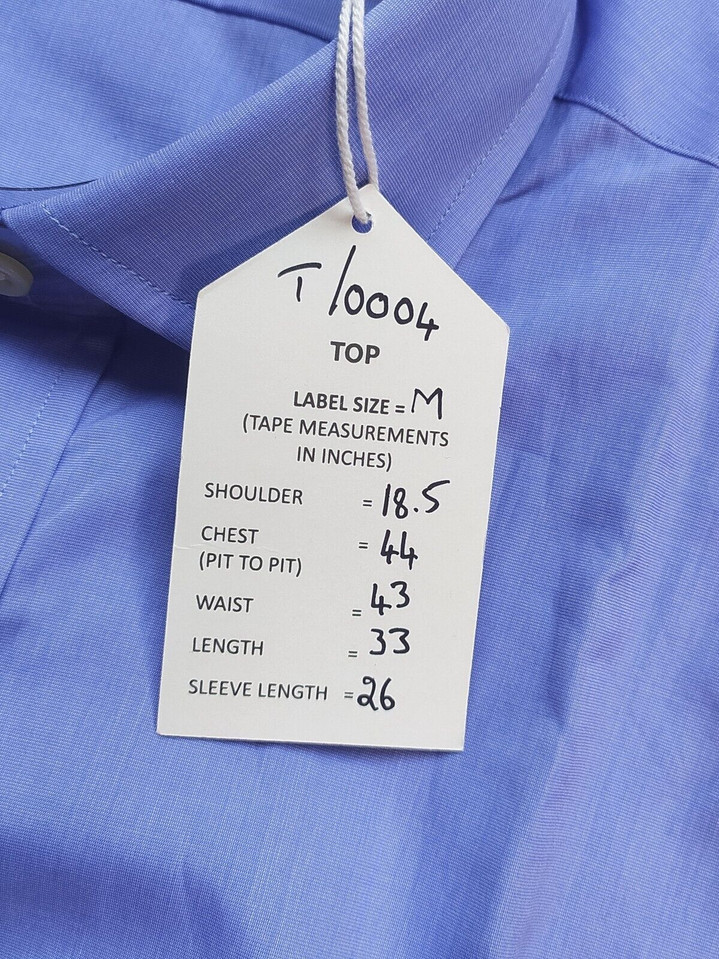 T/0004
TOP
LABEL SIZE = M
(TAPE MEASUREMENTS
IN INCHES)
SHOULDER = 18.5
CHEST = 44
(PIT TO PIT)
WAIST = 43
LENGTH = 33
SLEEVE LENGTH = 26